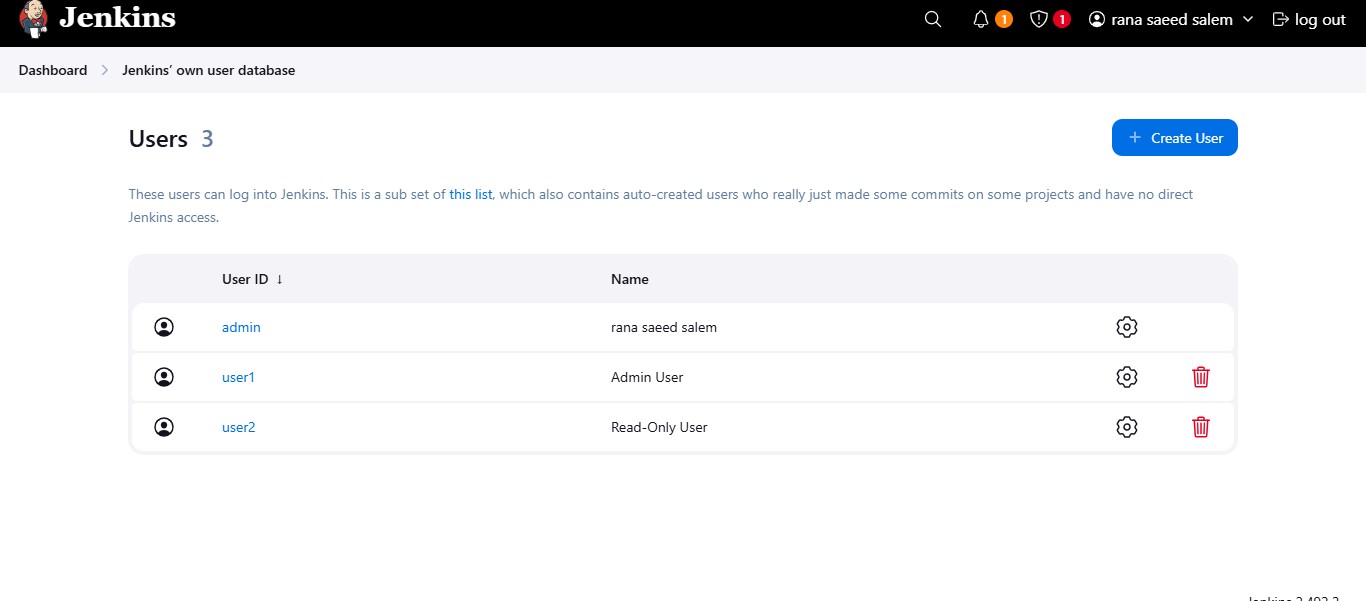 Jenkins
1 1 rana saeed salem log out
Dashboard Jenkins’ own user database
Users 3
+ Create User
These users can log into Jenkins. This is a sub set of this list, which also contains auto-created users who really just made some commits on some projects and have no direct
Jenkins access.
User ID ↓ Name
admin rana saeed salem
user1 Admin User
user2 Read-Only User